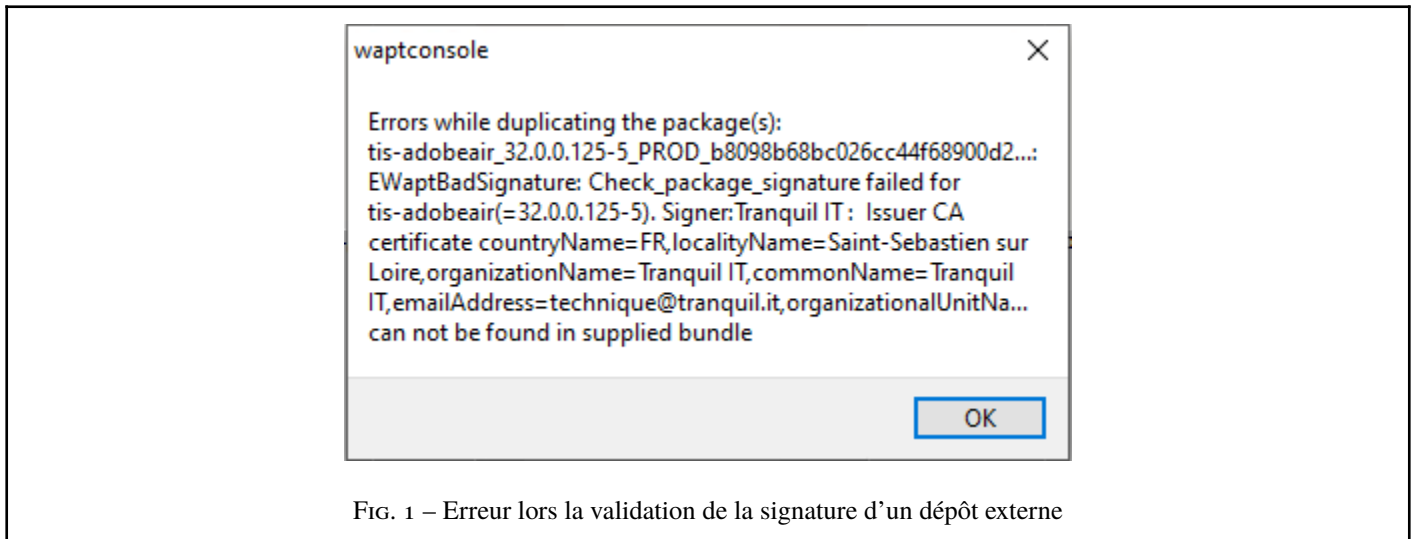 waptconsole
Errors while duplicating the package(s):
tis-adobeair_32.0.0.125-5_PROD_b8098b68bc026cc44f68900d2...:
EWaptBadSignature: Check_package_signature failed for
tis-adobeair(=32.0.0.125-5). Signer:Tranquil IT :  Issuer CA
certificate countryName=FR,localityName=Saint-Sebastien sur
Loire,organizationName=Tranquil IT,commonName=Tranquil
IT,emailAddress=technique@tranquil.it,organizationalUnitNa...
can not be found in supplied bundle
OK
FIG. 1 – Erreur lors la validation de la signature d'un dépôt externe